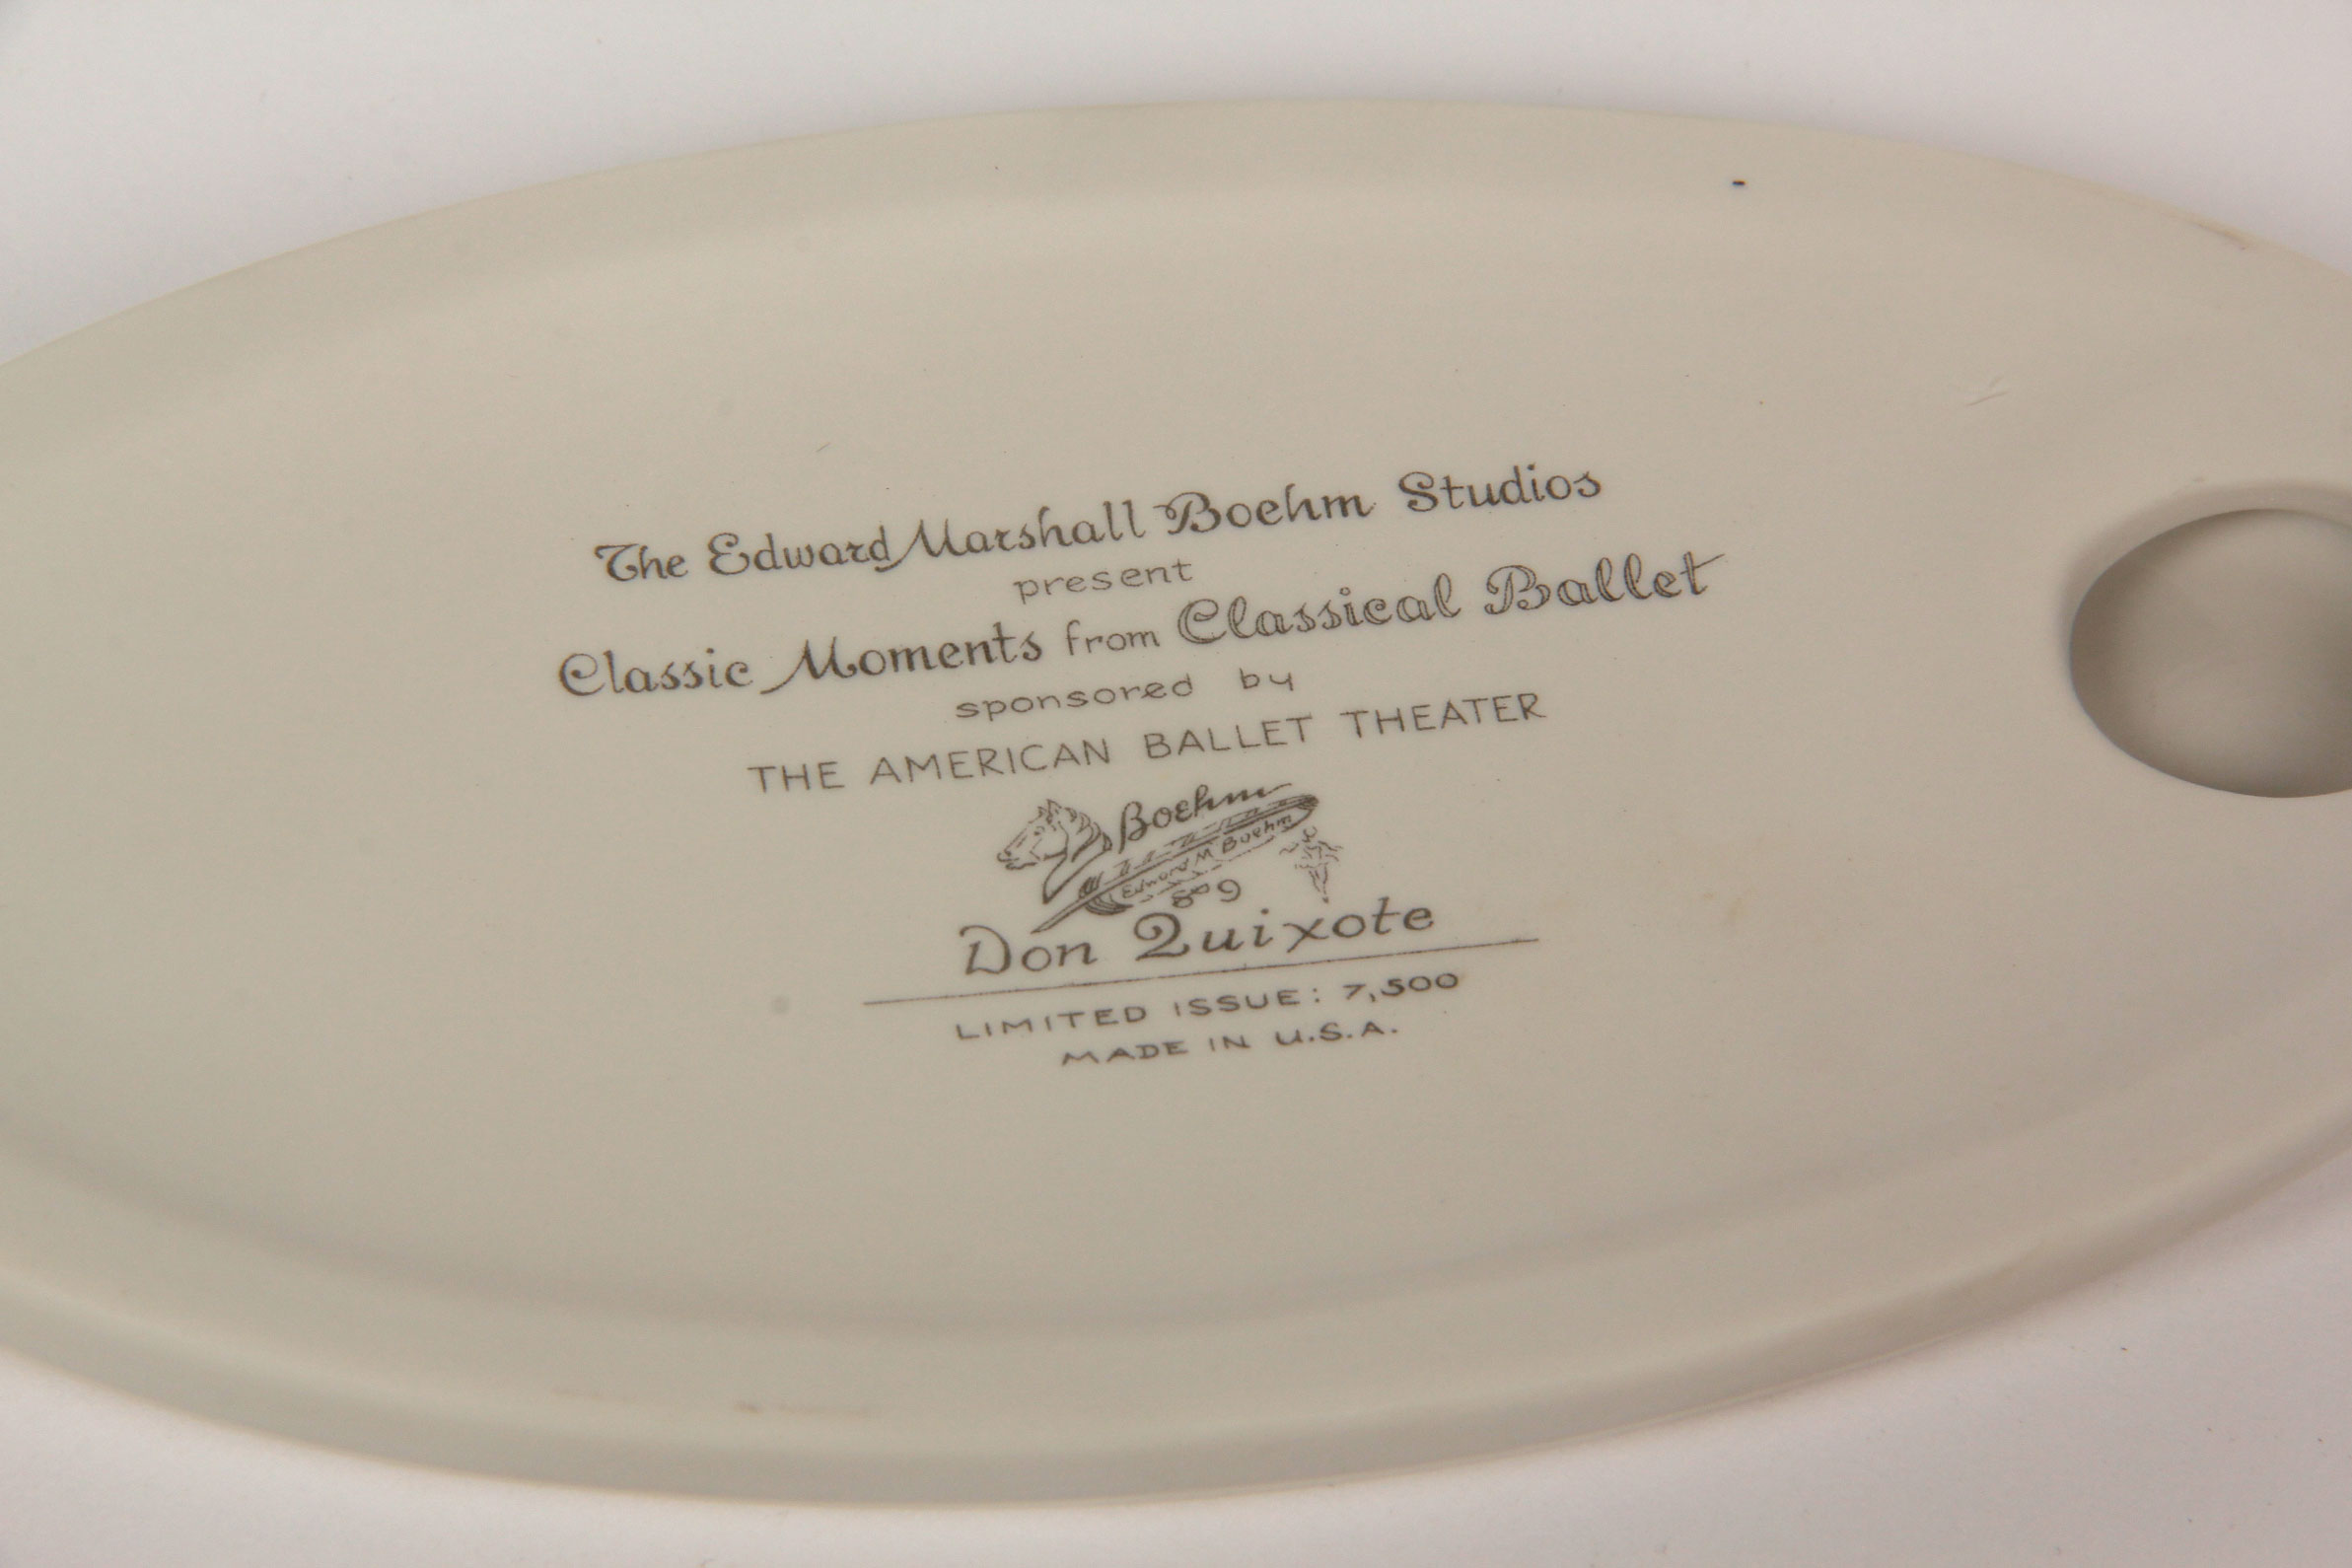 The Edward Marshall Boehm Studios
present
Classic Moments from Classical Ballet
sponsored by
THE AMERICAN BALLET THEATER
Boehm
Edward M Boehm
Don Quixote
LIMITED ISSUE: 7,500
MADE IN U.S.A.